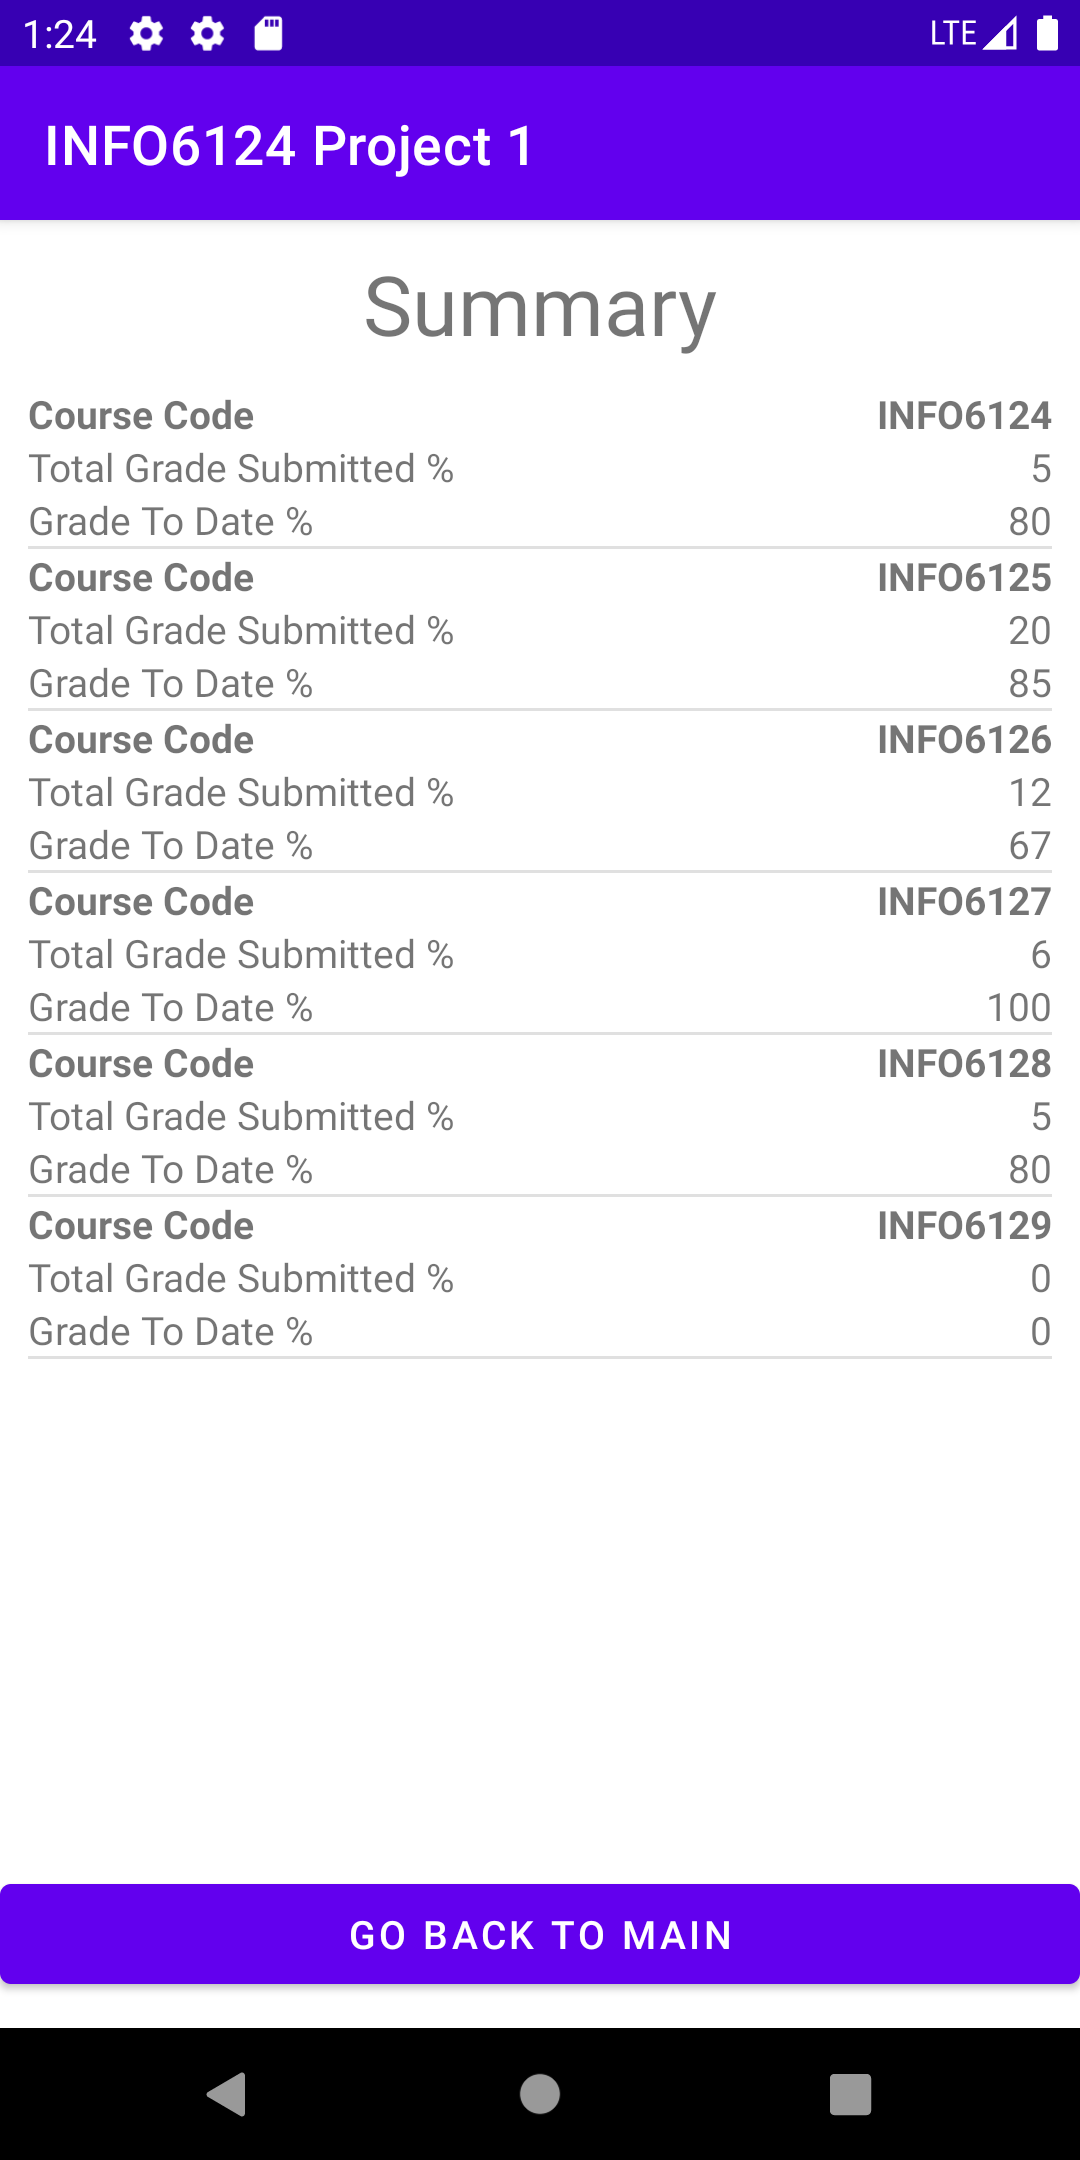 1:24 LTE
INFO6124 Project 1
Summary
Course Code INFO6124
Total Grade Submitted % 5
Grade To Date % 80
Course Code INFO6125
Total Grade Submitted % 20
Grade To Date % 85
Course Code INFO6126
Total Grade Submitted % 12
Grade To Date % 67
Course Code INFO6127
Total Grade Submitted % 6
Grade To Date % 100
Course Code INFO6128
Total Grade Submitted % 5
Grade To Date % 80
Course Code INFO6129
Total Grade Submitted % 0
Grade To Date % 0
GO BACK TO MAIN